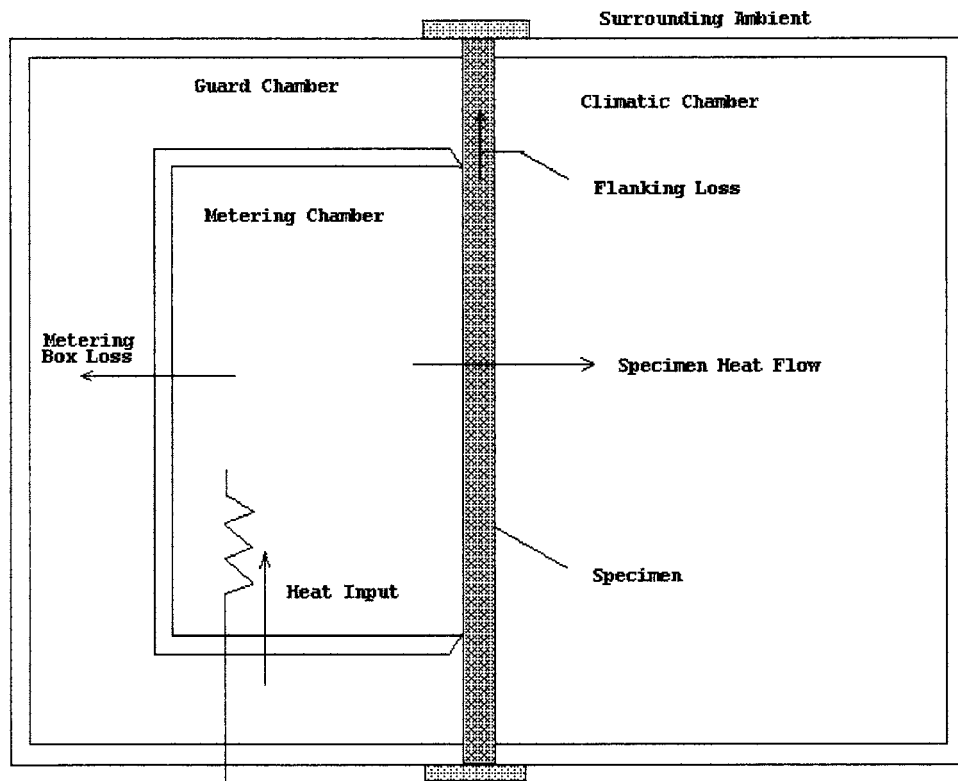 Surrounding Ambient
Guard Chamber
Climatic Chamber
Flanking Loss
Metering Chamber
Metering
Box Loss
Specimen Heat Flow
Specimen
Heat Input